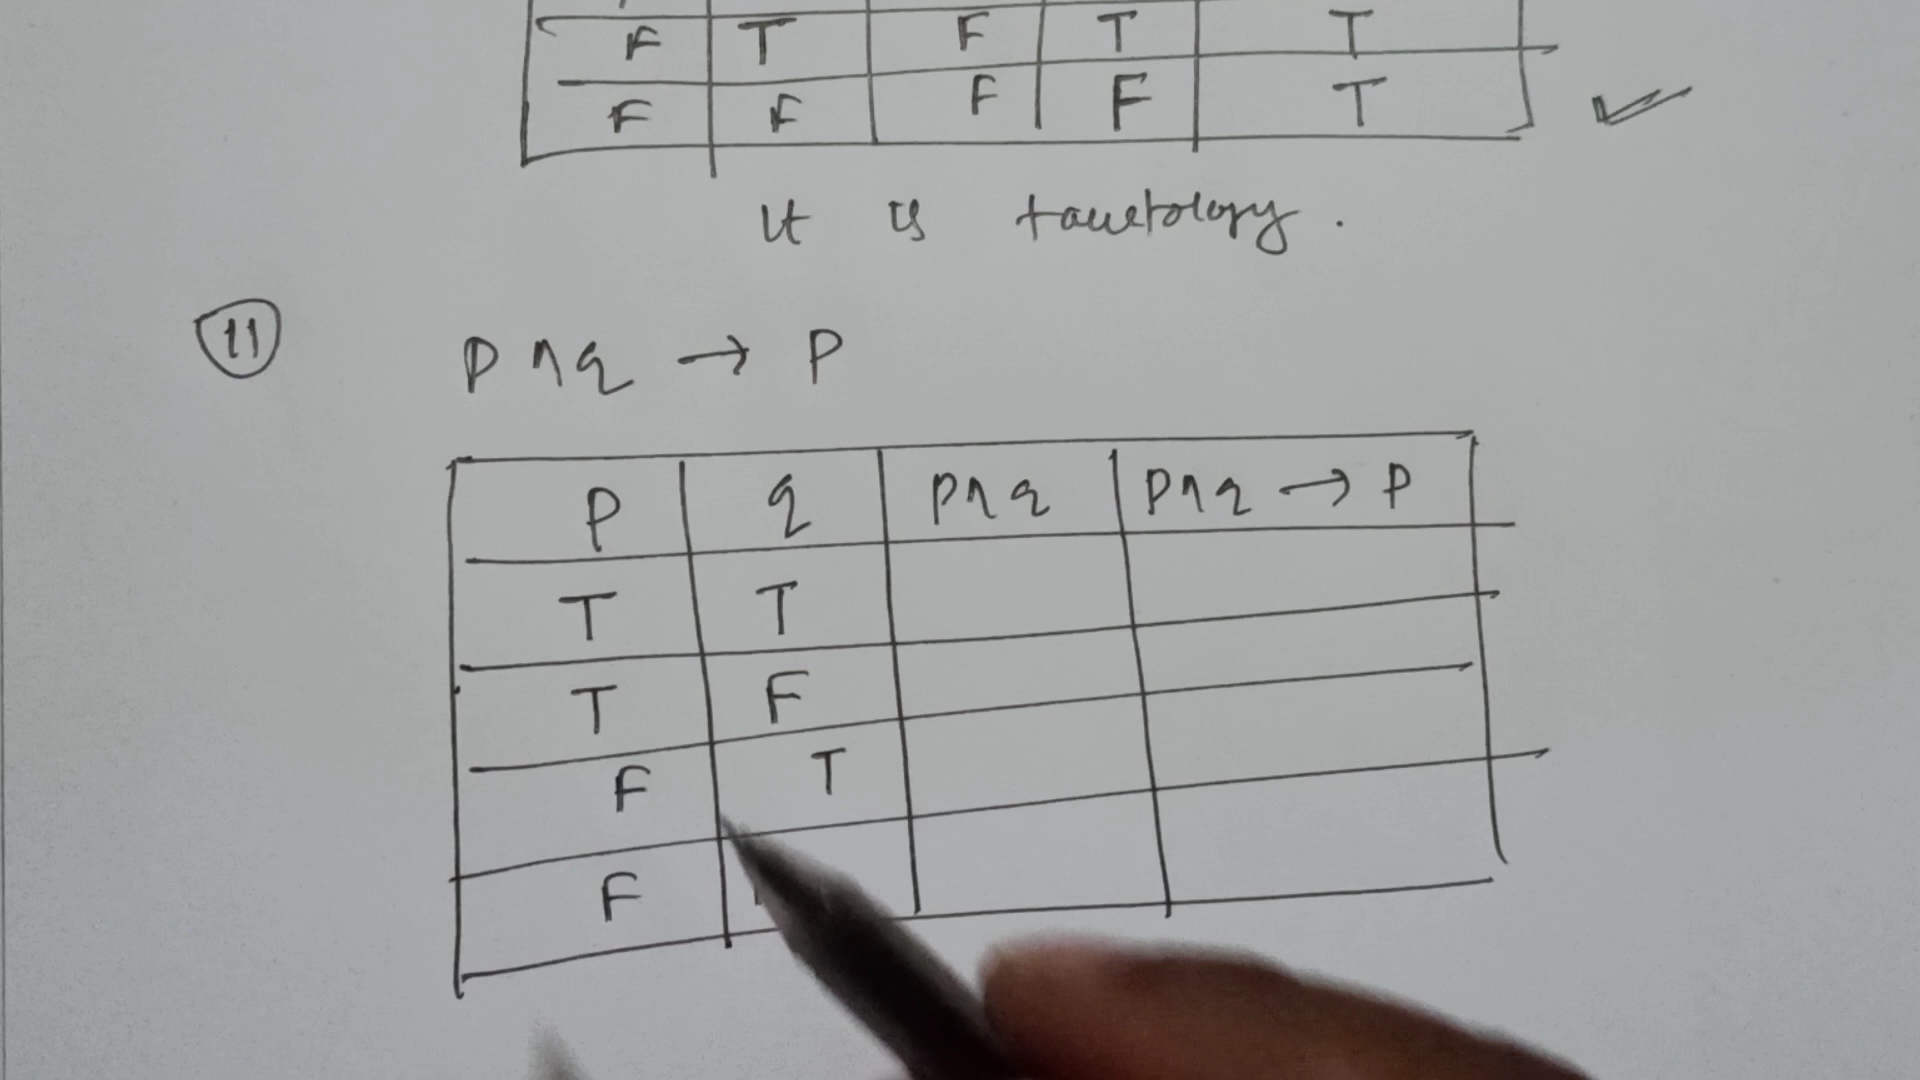 F T F T T
F F F F T
It is tautology.
11 P ∧ q → P
P q P∧q P∧q → P
T T
T F
F T
F